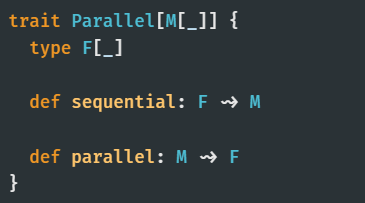 trait Parallel[M[_]] {
type F[_]
def sequential: F ⇝ M
def parallel: M ⇝ F
}